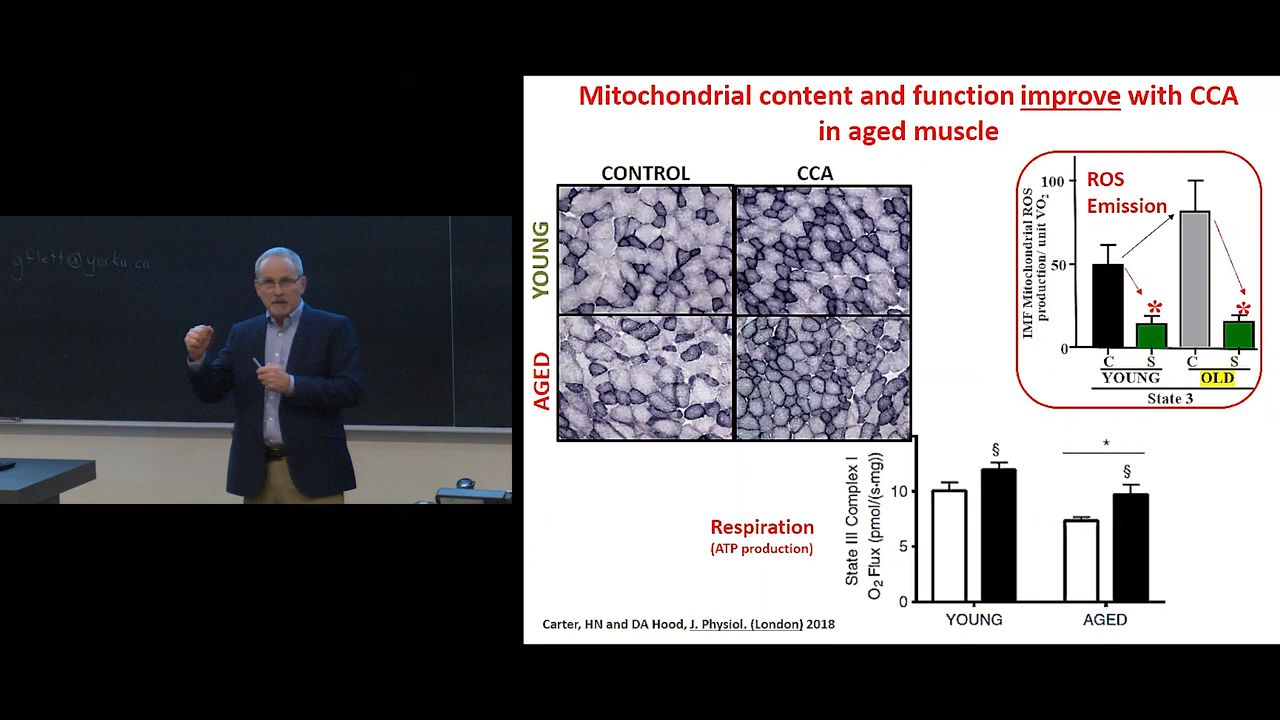 gflett@yorku.ca
Mitochondrial content and function improve with CCA
in aged muscle
CONTROL
CCA
YOUNG
AGED
ROS
Emission
IMF Mitochondrial ROS
production/ unit VO2
100
50
0
C S C S
YOUNG OLD
State 3
Respiration
(ATP production)
State III Complex I
O2 Flux (pmol/(s·mg))
10
5
0
§
§
*
YOUNG
AGED
Carter, HN and DA Hood, J. Physiol. (London) 2018